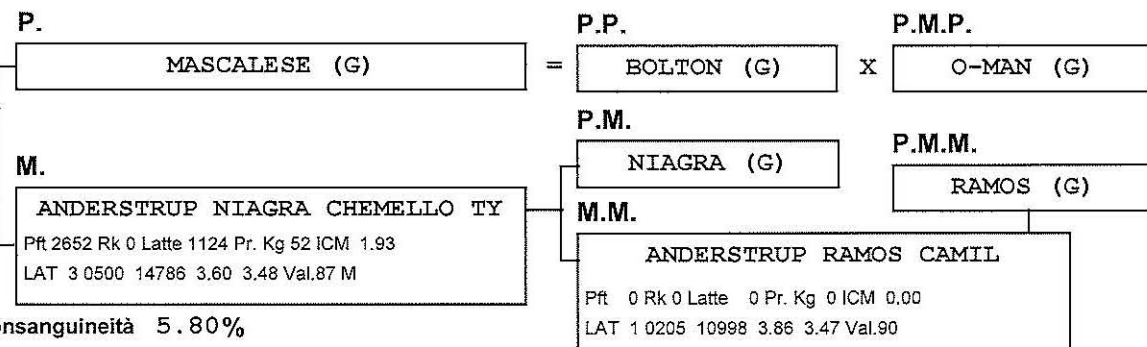 P.
P.P.
P.M.P.
MASCALESE (G)
=
BOLTON (G)
X
O-MAN (G)
P.M.
P.M.M.
NIAGRA (G)
RAMOS (G)
M.
ANDERSTRUP NIAGRA CHEMELLO TY
Pft 2652 Rk 0 Latte 1124 Pr. Kg 52 ICM 1.93
LAT 3 0500 14786 3.60 3.48 Val.87 M
M.M.
ANDERSTRUP RAMOS CAMIL
Pft 0 Rk 0 Latte 0 Pr. Kg 0 ICM 0,00
LAT 1 0205 10998 3.86 3.47 Val.90
onsanguineità 5.80%